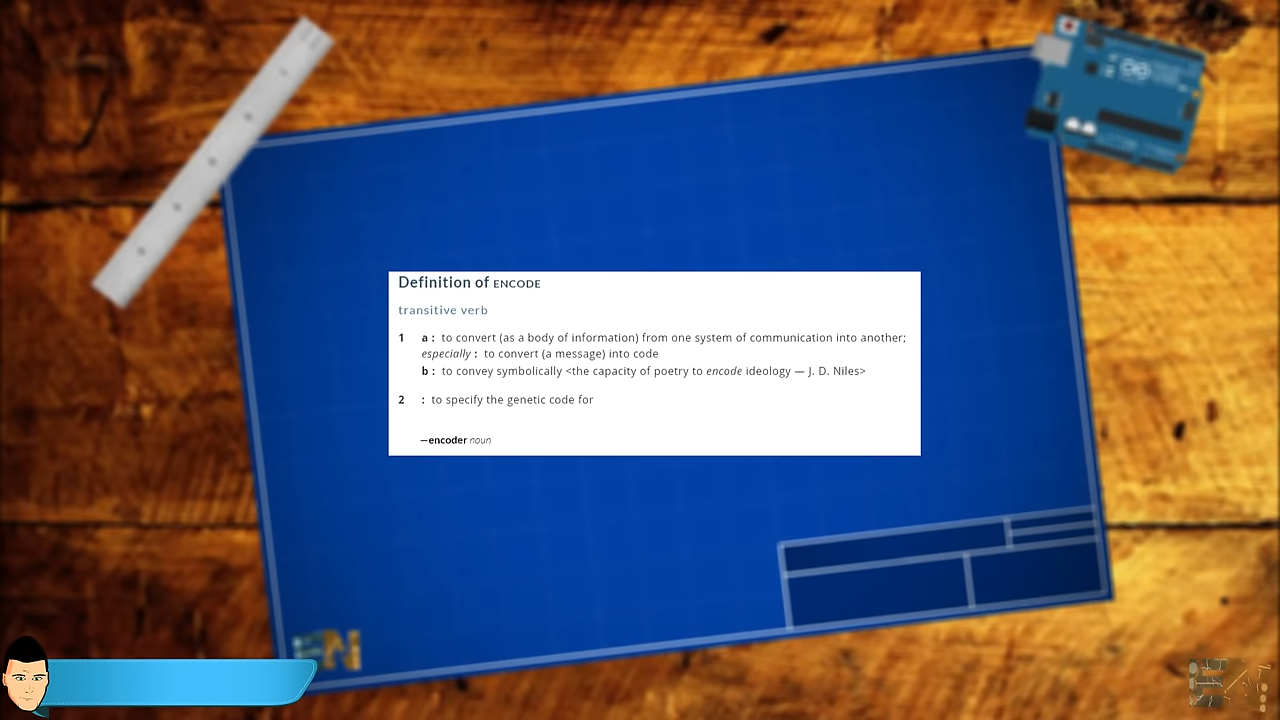 Definition of ENCODE
transitive verb
1 a : to convert (as a body of information) from one system of communication into another;
especially : to convert (a message) into code
b : to convey symbolically <the capacity of poetry to encode ideology — J. D. Niles>
2 : to specify the genetic code for
—encoder noun
EN